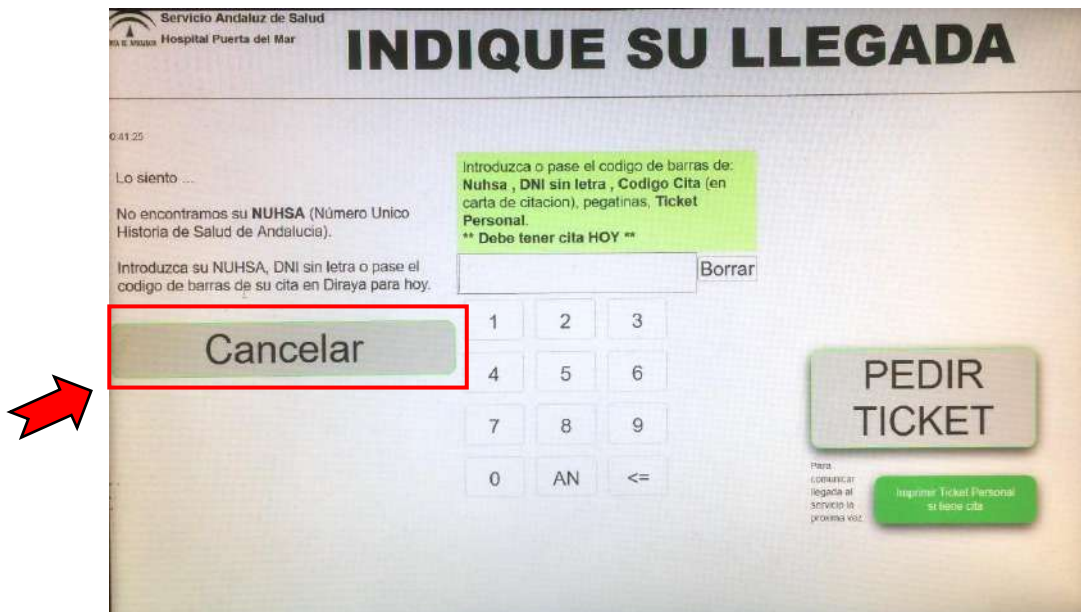 Servicio Andaluz de Salud
Hospital Puerta del Mar
INDIQUE SU LLEGADA
0:41:25
Lo siento ...
No encontramos su NUHSA (Número Unico
Historia de Salud de Andalucia).
Introduzca su NUHSA, DNI sin letra o pase el
codigo de barras de su cita en Diraya para hoy.
Cancelar
Introduzca o pase el codigo de barras de:
Nuhsa , DNI sin letra , Codigo Cita (en
carta de citacion), pegatinas, Ticket
Personal.
** Debe tener cita HOY **
Borrar
1 2 3
4 5 6
7 8 9
0 AN <=
PEDIR
TICKET
Para
comunicar
llegada al
servicio la
proxima vez
Imprimir Ticket Personal
si tiene cita